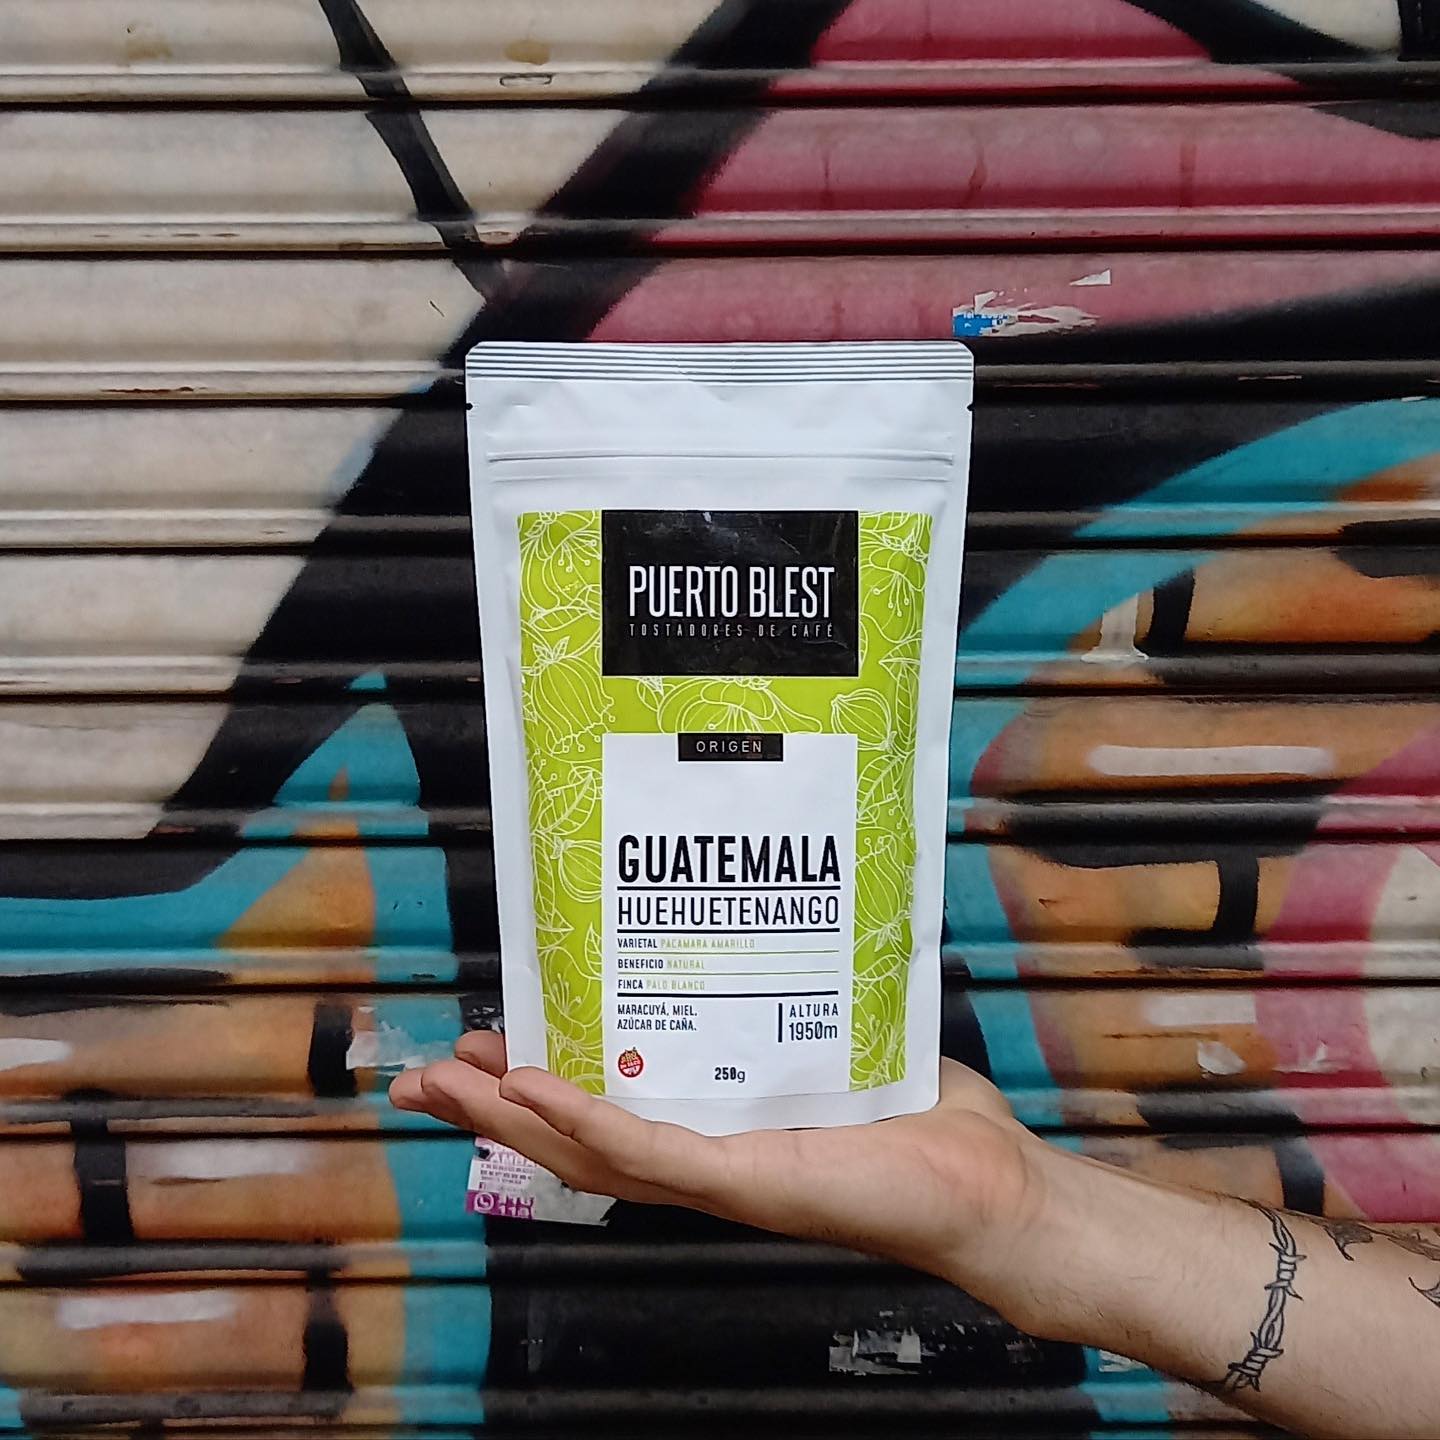 PUERTO BLEST
TOSTADORES DE CAFÉ
ORIGEN
GUATEMALA
HUEHUETENANGO
VARIETAL PACAMARA AMARILLO
BENEFICIO NATURAL
FINCA PALO BLANCO
MARACUYÁ, MIEL.
AZÚCAR DE CAÑA.
ALTURA
1950m
250g